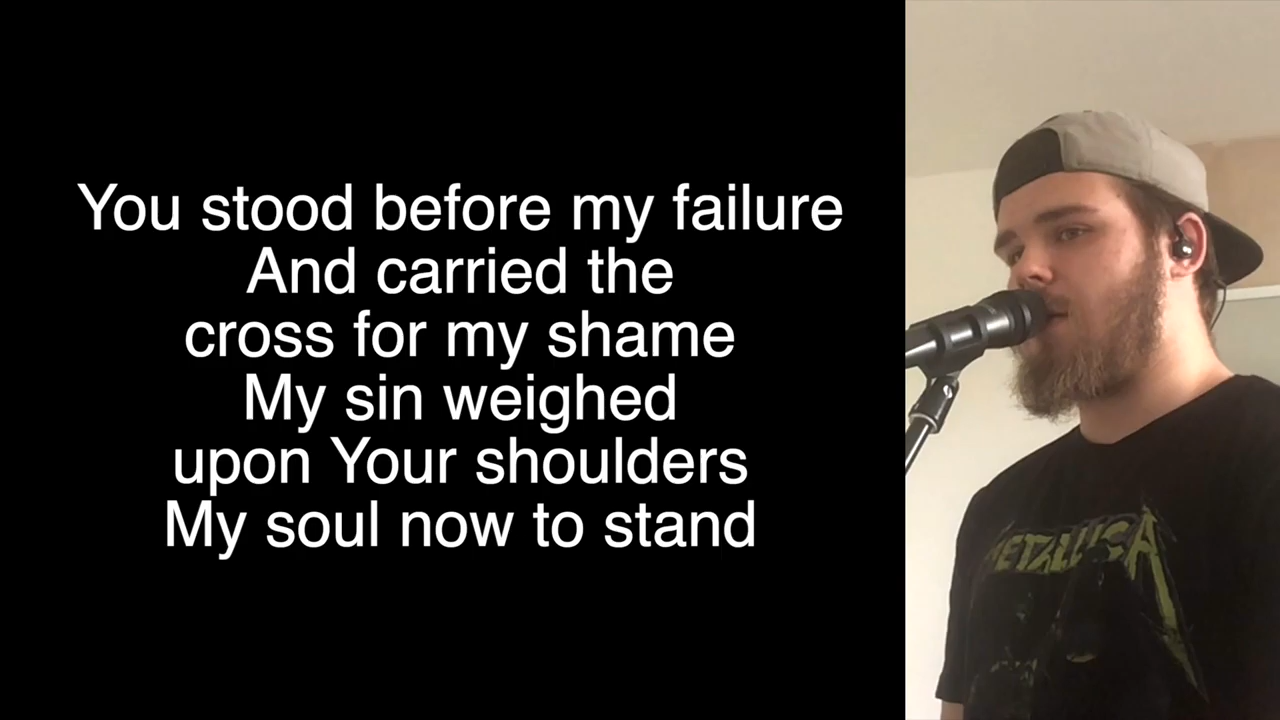 You stood before my failure
And carried the
cross for my shame
My sin weighed
upon Your shoulders
My soul now to stand
METALLICA